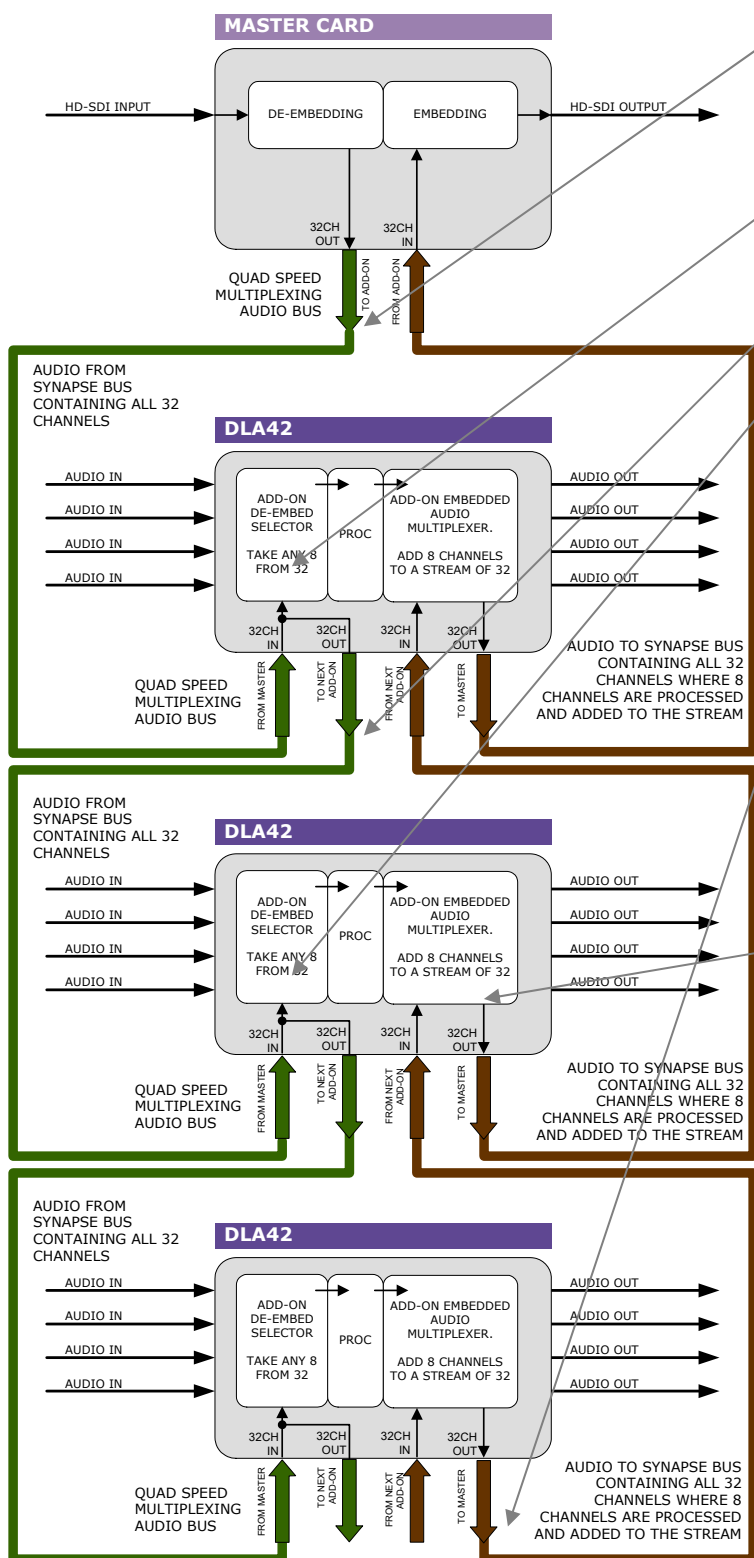 MASTER CARD
HD-SDI INPUT
DE-EMBEDDING
EMBEDDING
HD-SDI OUTPUT
32CH
OUT
32CH
IN
QUAD SPEED
MULTIPLEXING
AUDIO BUS
TO ADD-ON
FROM ADD-ON
AUDIO FROM
SYNAPSE BUS
CONTAINING ALL 32
CHANNELS
DLA42
AUDIO IN
AUDIO IN
AUDIO IN
AUDIO IN
ADD-ON
DE-EMBED
SELECTOR
TAKE ANY 8
FROM 32
PROC
ADD-ON EMBEDDED
AUDIO
MULTIPLEXER.
ADD 8 CHANNELS
TO A STREAM OF 32
AUDIO OUT
AUDIO OUT
AUDIO OUT
AUDIO OUT
32CH
IN
32CH
OUT
32CH
IN
32CH
OUT
QUAD SPEED
MULTIPLEXING
AUDIO BUS
FROM MASTER
TO NEXT
ADD-ON
FROM NEXT
ADD-ON
TO MASTER
AUDIO TO SYNAPSE BUS
CONTAINING ALL 32
CHANNELS WHERE 8
CHANNELS ARE PROCESSED
AND ADDED TO THE STREAM
AUDIO FROM
SYNAPSE BUS
CONTAINING ALL 32
CHANNELS
DLA42
AUDIO IN
AUDIO IN
AUDIO IN
AUDIO IN
ADD-ON
DE-EMBED
SELECTOR
TAKE ANY 8
FROM 32
PROC
ADD-ON EMBEDDED
AUDIO
MULTIPLEXER.
ADD 8 CHANNELS
TO A STREAM OF 32
AUDIO OUT
AUDIO OUT
AUDIO OUT
AUDIO OUT
32CH
IN
32CH
OUT
32CH
IN
32CH
OUT
QUAD SPEED
MULTIPLEXING
AUDIO BUS
FROM MASTER
TO NEXT
ADD-ON
FROM NEXT
ADD-ON
TO MASTER
AUDIO TO SYNAPSE BUS
CONTAINING ALL 32
CHANNELS WHERE 8
CHANNELS ARE PROCESSED
AND ADDED TO THE STREAM
AUDIO FROM
SYNAPSE BUS
CONTAINING ALL 32
CHANNELS
DLA42
AUDIO IN
AUDIO IN
AUDIO IN
AUDIO IN
ADD-ON
DE-EMBED
SELECTOR
TAKE ANY 8
FROM 32
PROC
ADD-ON EMBEDDED
AUDIO
MULTIPLEXER.
ADD 8 CHANNELS
TO A STREAM OF 32
AUDIO OUT
AUDIO OUT
AUDIO OUT
AUDIO OUT
32CH
IN
32CH
OUT
32CH
IN
32CH
OUT
QUAD SPEED
MULTIPLEXING
AUDIO BUS
FROM MASTER
TO NEXT
ADD-ON
FROM NEXT
ADD-ON
TO MASTER
AUDIO TO SYNAPSE BUS
CONTAINING ALL 32
CHANNELS WHERE 8
CHANNELS ARE PROCESSED
AND ADDED TO THE STREAM